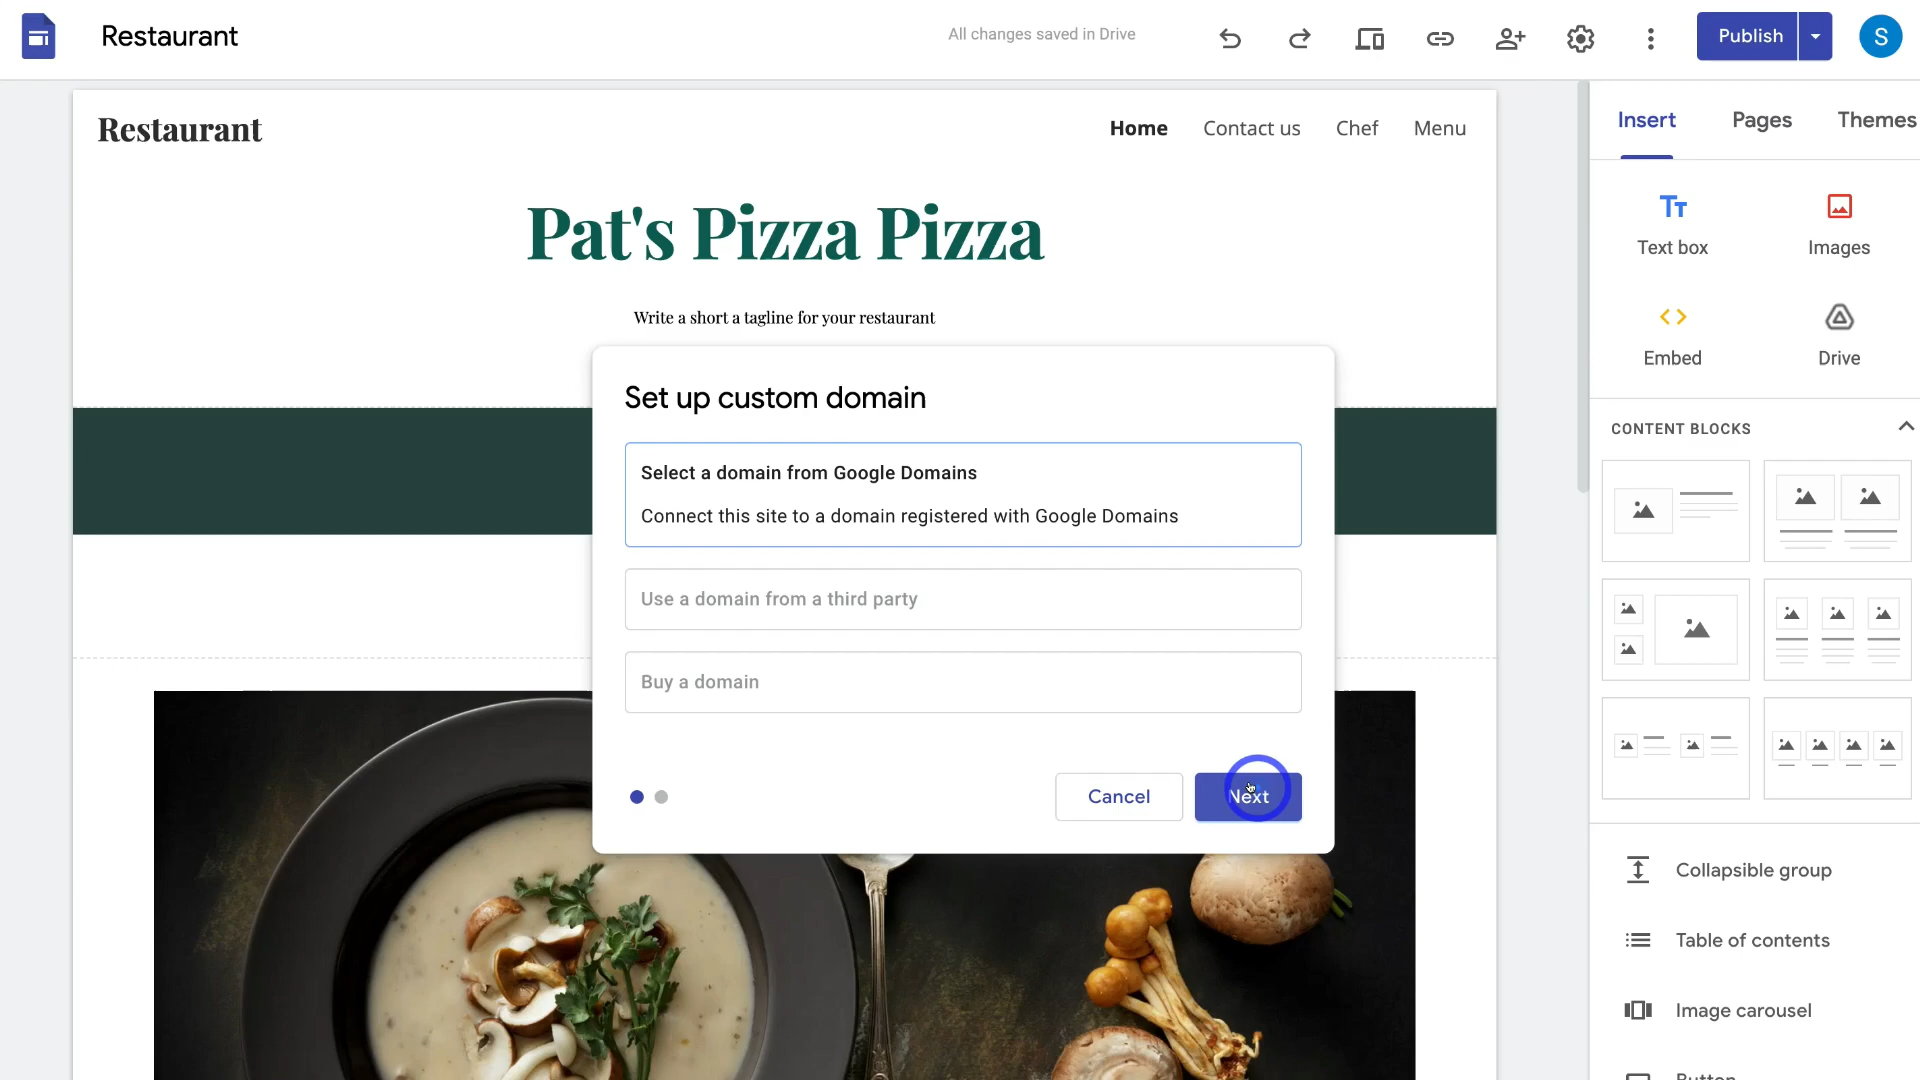 Restaurant
All changes saved in Drive
Publish
S
Restaurant
Home
Contact us
Chef
Menu
Insert
Pages
Themes
Pat's Pizza Pizza
Write a short a tagline for your restaurant
Tt
Text box
Images
Embed
Drive
Set up custom domain
Select a domain from Google Domains
Connect this site to a domain registered with Google Domains
Use a domain from a third party
Buy a domain
Cancel
Next
CONTENT BLOCKS
Collapsible group
Table of contents
Image carousel
Button